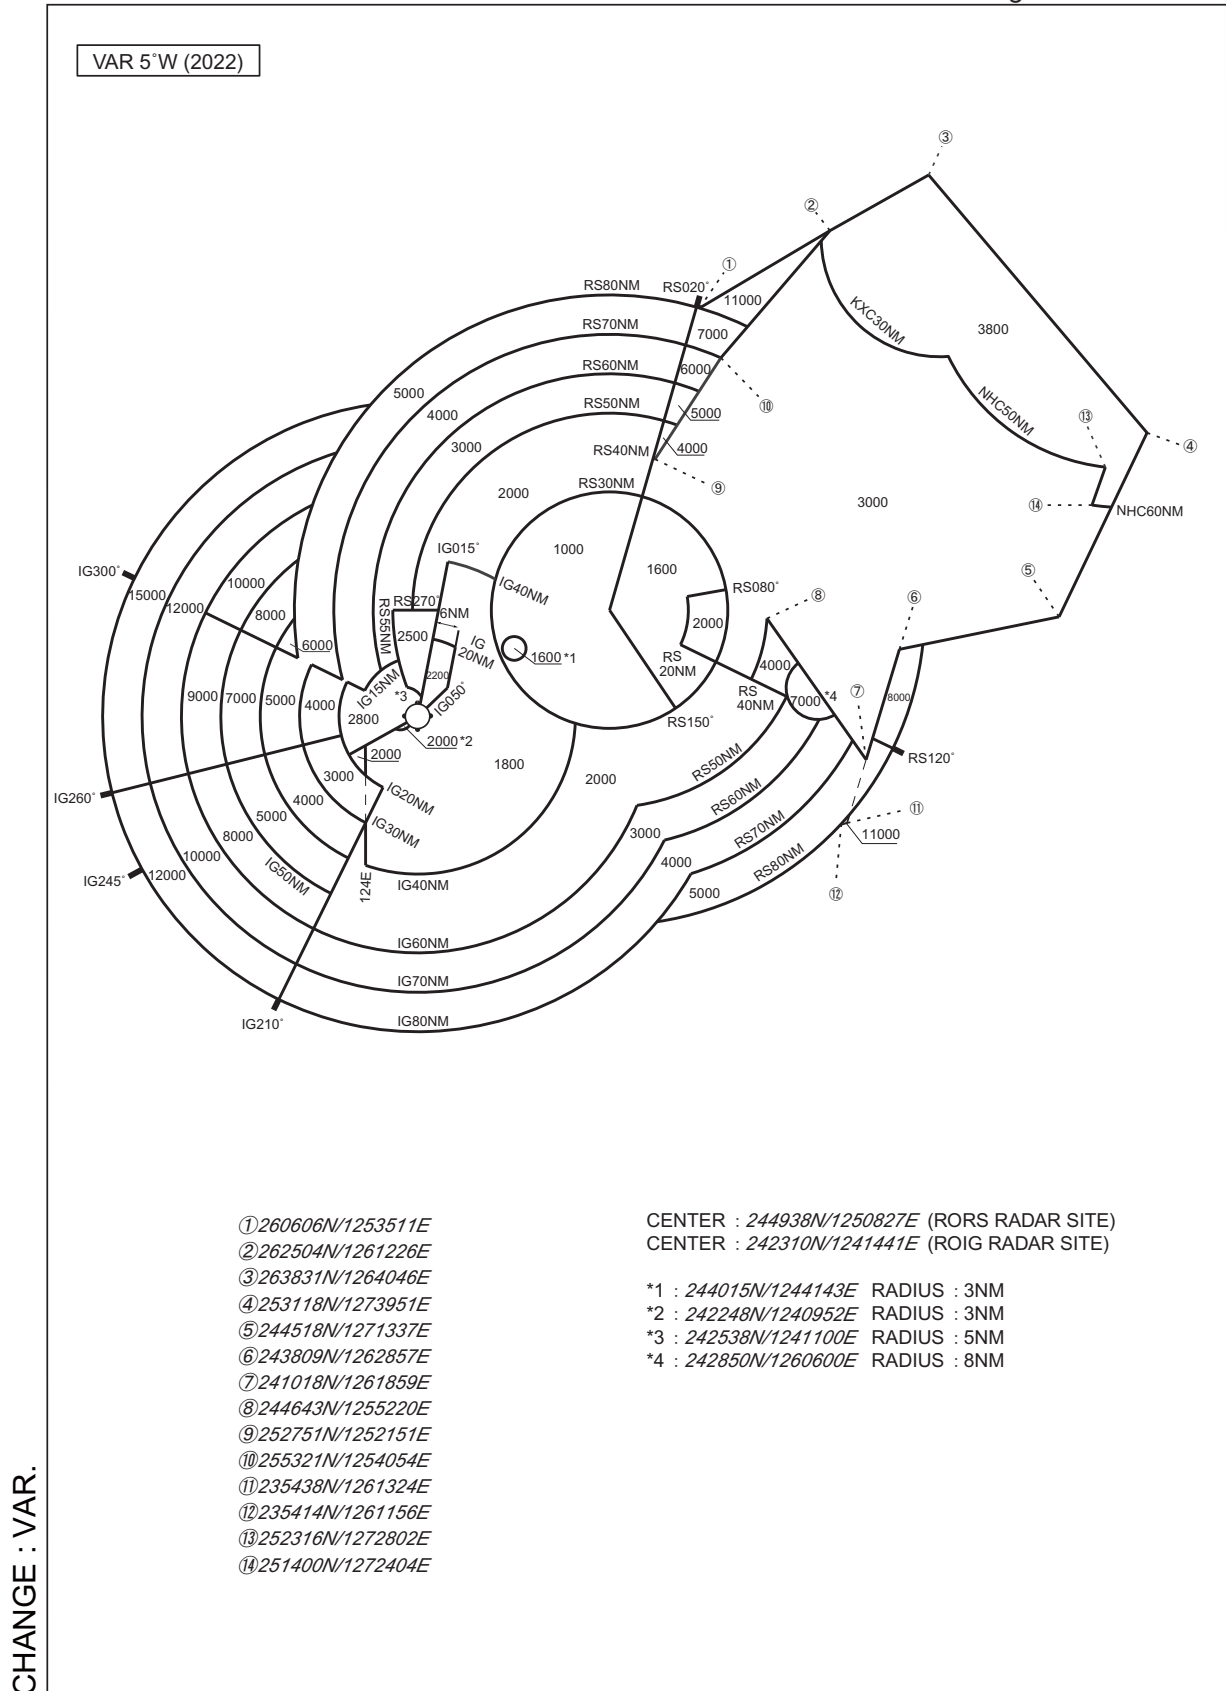 VAR 5˚W (2022)
③
②
①
RS80NM
RS020˚
11000
KXC30NM
3800
RS70NM
7000
RS60NM
6000
5000
⑩
RS50NM
5000
4000
NHC50NM
⑬
④
3000
RS40NM
4000
⑨
RS30NM
2000
3000
⑭
NHC60NM
IG015˚
1000
1600
IG300˚
15000
12000
10000
8000
6000
RS55NM
RS270˚
6NM
IG40NM
RS080˚
⑧
⑥
⑤
2500
IG
20NM
1600 *1
2000
RS
20NM
4000
2200
IG15NM
*3
IG050˚
RS
40NM
7000
*4
⑦
8000
9000
7000
5000
4000
2800
RS150˚
2000 *2
2000
1800
2000
RS50NM
RS120˚
3000
IG20NM
RS60NM
IG260˚
4000
IG30NM
5000
8000
3000
RS70NM
⑪
11000
10000
IG50NM
4000
RS80NM
IG245˚
12000
124E
IG40NM
5000
⑫
IG60NM
IG70NM
IG210˚
IG80NM
①260606N/1253511E
②262504N/1261226E
③263831N/1264046E
④253118N/1273951E
⑤244518N/1271337E
⑥243809N/1262857E
⑦241018N/1261859E
⑧244643N/1255220E
⑨252751N/1252151E
⑩255321N/1254054E
⑪235438N/1261324E
⑫235414N/1261156E
⑬252316N/1272802E
⑭251400N/1272404E
CENTER : 244938N/1250827E (RORS RADAR SITE)
CENTER : 242310N/1241441E (ROIG RADAR SITE)
*1 : 244015N/1244143E RADIUS : 3NM
*2 : 242248N/1240952E RADIUS : 3NM
*3 : 242538N/1241100E RADIUS : 5NM
*4 : 242850N/1260600E RADIUS : 8NM
CHANGE : VAR.